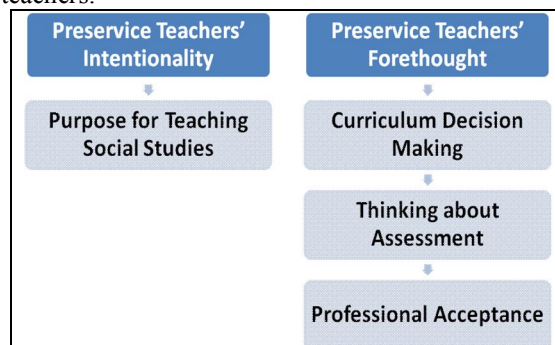 teachers.
Preservice Teachers'
Intentionality
Purpose for Teaching
Social Studies
Preservice Teachers'
Forethought
Curriculum Decision
Making
Thinking about
Assessment
Professional Acceptance